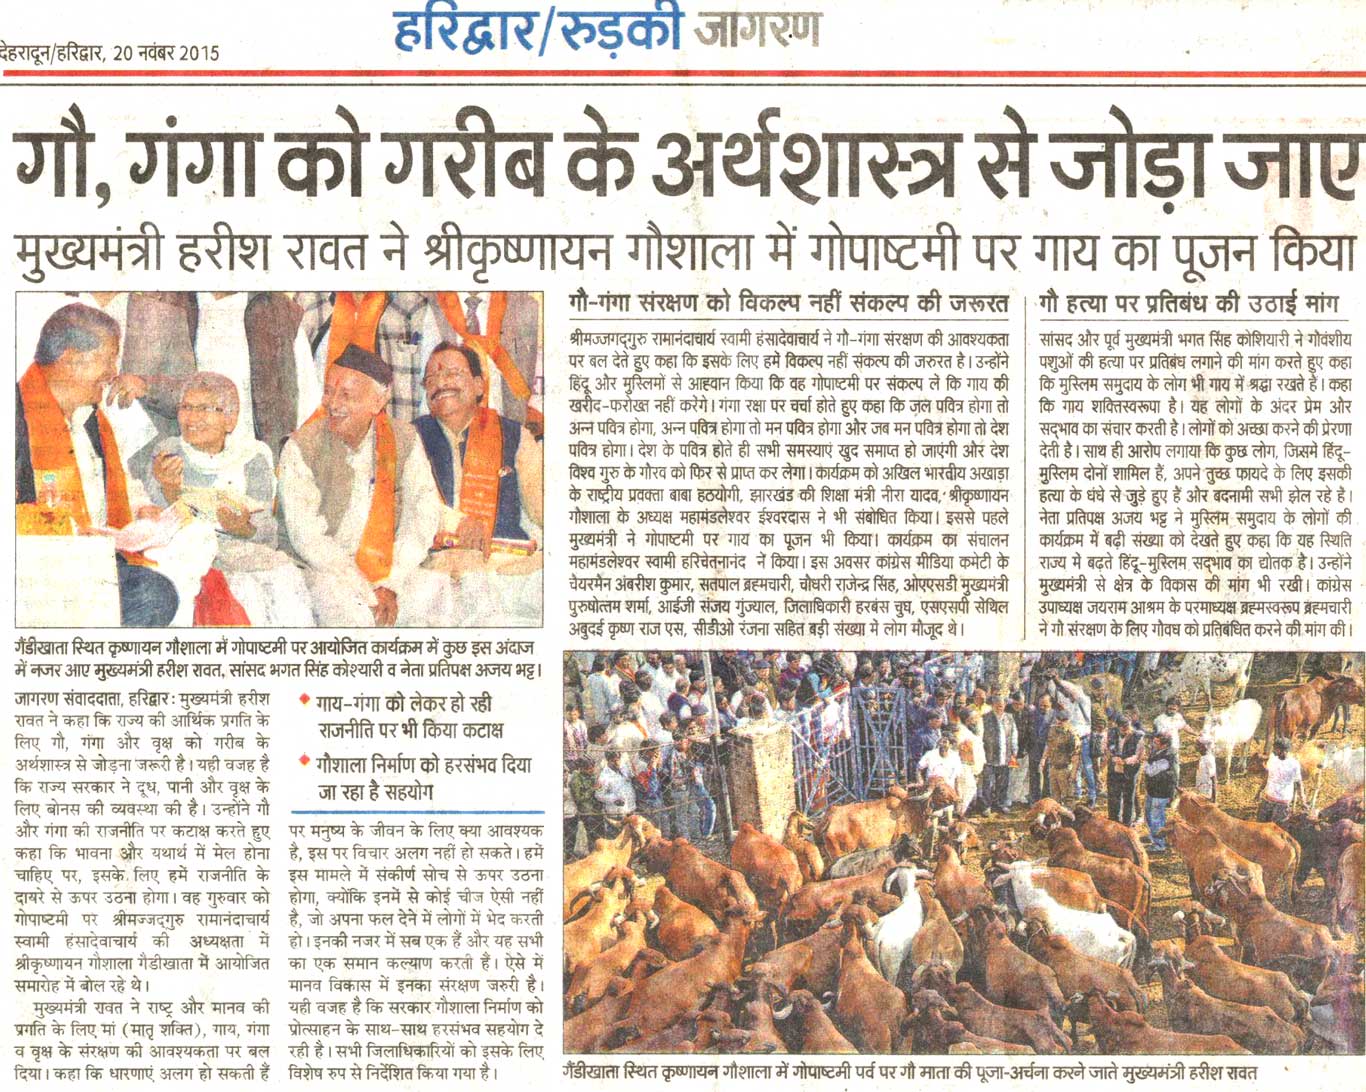 देहरादून/हरिद्वार, 20 नवंबर 2015
हरिद्वार/रुड़की जागरण
गौ, गंगा को गरीब के अर्थशास्त्र से जोड़ा जाए
मुख्यमंत्री हरीश रावत ने श्रीकृष्णायन गौशाला में गोपाष्टमी पर गाय का पूजन किया
गैंडीखाता स्थित कृष्णायन गौशाला में गोपाष्टमी पर आयोजित कार्यक्रम में कुछ इस अंदाज
में नजर आए मुख्यमंत्री हरीश रावत, सांसद भगत सिंह कोश्यारी व नेता प्रतिपक्ष अजय भट्ट।
जागरण संवाददाता, हरिद्वार : मुख्यमंत्री हरीश
रावत ने कहा कि राज्य की आर्थिक प्रगति के
लिए गौ, गंगा और वृक्ष को गरीब के
अर्थशास्त्र से जोड़ना जरूरी है। यही वजह है
कि राज्य सरकार ने दूध, पानी और वृक्ष के
लिए बोनस की व्यवस्था की है। उन्होंने गौ
और गंगा की राजनीति पर कटाक्ष करते हुए
कहा कि भावना और यथार्थ में मेल होना
चाहिए पर, इसके लिए हमें राजनीति के
दायरे से ऊपर उठना होगा। वह गुरुवार को
गोपाष्टमी पर श्रीमज्जद्गुरु रामानंदाचार्य
स्वामी हंसादेवाचार्य की अध्यक्षता में
श्रीकृष्णायन गौशाला गैडीखाता में आयोजित
समारोह में बोल रहे थे।
मुख्यमंत्री रावत ने राष्ट्र और मानव की
प्रगति के लिए मां (मातृ शक्ति), गाय, गंगा
व वृक्ष के संरक्षण की आवश्यकता पर बल
दिया। कहा कि धारणाएं अलग हो सकती हैं
गाय-गंगा को लेकर हो रही
राजनीति पर भी किया कटाक्ष
गौशाला निर्माण को हरसंभव दिया
जा रहा है सहयोग
पर मनुष्य के जीवन के लिए क्या आवश्यक
है, इस पर विचार अलग नहीं हो सकते। हमें
इस मामले में संकीर्ण सोच से ऊपर उठना
होगा, क्योंकि इनमें से कोई चीज ऐसी नहीं
है, जो अपना फल देने में लोगों में भेद करती
हो। इनकी नजर में सब एक हैं और यह सभी
का एक समान कल्याण करती हैं। ऐसे में
मानव विकास में इनका संरक्षण जरुरी है।
यही वजह है कि सरकार गौशाला निर्माण को
प्रोत्साहन के साथ-साथ हरसंभव सहयोग दे
रही है। सभी जिलाधिकारियों को इसके लिए
विशेष रुप से निर्देशित किया गया है।
गौ-गंगा संरक्षण को विकल्प नहीं संकल्प की जरूरत
श्रीमज्जगद्गुरु रामानंदाचार्य स्वामी हंसादेवाचार्य ने गौ-गंगा संरक्षण की आवश्यकता
पर बल देते हुए कहा कि इसके लिए हमें विकल्प नहीं संकल्प की जरुरत है। उन्होंने
हिंदू और मुस्लिमों से आह्वान किया कि वह गोपाष्टमी पर संकल्प लें कि गाय की
खरीद-फरोख्त नहीं करेगे। गंगा रक्षा पर चर्चा होते हुए कहा कि जल पवित्र होगा तो
अन्न पवित्र होगा, अन्न पवित्र होगा तो मन पवित्र होगा और जब मन पवित्र होगा तो देश
पवित्र होगा। देश के पवित्र होते ही सभी समस्याएं खुद समाप्त हो जाएंगी और देश
विश्व गुरु के गौरव को फिर से प्राप्त कर लेगा। कार्यक्रम को अखिल भारतीय अखाड़ा
के राष्ट्रीय प्रवक्ता बाबा हठयोगी, झारखंड की शिक्षा मंत्री नीरा यादव, श्रीकृष्णायन
गौशाला के अध्यक्ष महामंडलेश्वर ईश्वरदास ने भी संबोधित किया। इससे पहले
मुख्यमंत्री ने गोपाष्टमी पर गाय का पूजन भी किया। कार्यक्रम का संचालन
महामंडलेश्वर स्वामी हरिचेतनानंद नें किया। इस अवसर कांग्रेस मीडिया कमेटी के
चेयरमैन अंबरीश कुमार, सतपाल ब्रह्मचारी, चौधरी राजेन्द्र सिंह, ओएसडी मुख्यमंत्री
पुरुषोत्तम शर्मा, आईजी संजय गुंज्याल, जिलाधिकारी हरबंस चुघ, एसएसपी सेंथिल
अबुदई कृष्ण राज एस, सीडीओ रंजना सहित बड़ी संख्या में लोग मौजूद थे।
गौ हत्या पर प्रतिबंध की उठाई मांग
सांसद और पूर्व मुख्यमंत्री भगत सिंह कोशियारी ने गोवंशीय
पशुओं की हत्या पर प्रतिबंध लगाने की मांग करते हुए कहा
कि मुस्लिम समुदाय के लोग भी गाय में श्रद्धा रखते हैं। कहा
कि गाय शक्तिस्वरूपा है। यह लोगों के अंदर प्रेम और
सद्भाव का संचार करती है। लोगों को अच्छा करने की प्रेरणा
देती है। साथ ही आरोप लगाया कि कुछ लोग, जिसमें हिंदू-
मुस्लिम दोनों शामिल हैं, अपने तुच्छ फायदे के लिए इसकी
हत्या के धंधे से जुड़े हुए हैं और बदनामी सभी झेल रहे है।
नेता प्रतिपक्ष अजय भट्ट ने मुस्लिम समुदाय के लोगों की
कार्यक्रम में बढ़ी संख्या को देखते हुए कहा कि यह स्थिति
राज्य में बढ़ते हिंदू-मुस्लिम सद्भाव का द्योतक है। उन्होंने
मुख्यमंत्री से क्षेत्र के विकास की मांग भी रखी। कांग्रेस
उपाध्यक्ष जयराम आश्रम के परमाध्यक्ष ब्रह्मस्वरूप ब्रह्मचारी
ने गौ संरक्षण के लिए गौवध को प्रतिबंधित करने की मांग की।
गैंडीखाता स्थित कृष्णायन गौशाला में गोपाष्टमी पर्व पर गौ माता की पूजा-अर्चना करने जाते मुख्यमंत्री हरीश रावत